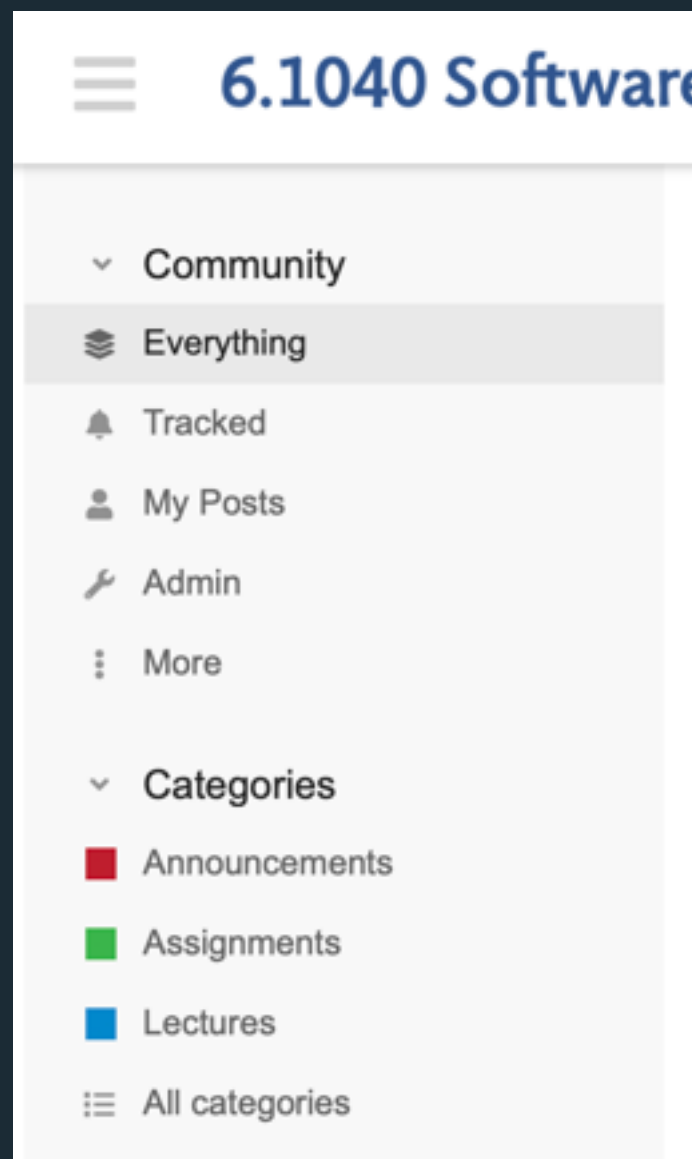 6.1040 Software
Community
Everything
Tracked
My Posts
Admin
More
Categories
Announcements
Assignments
Lectures
All categories